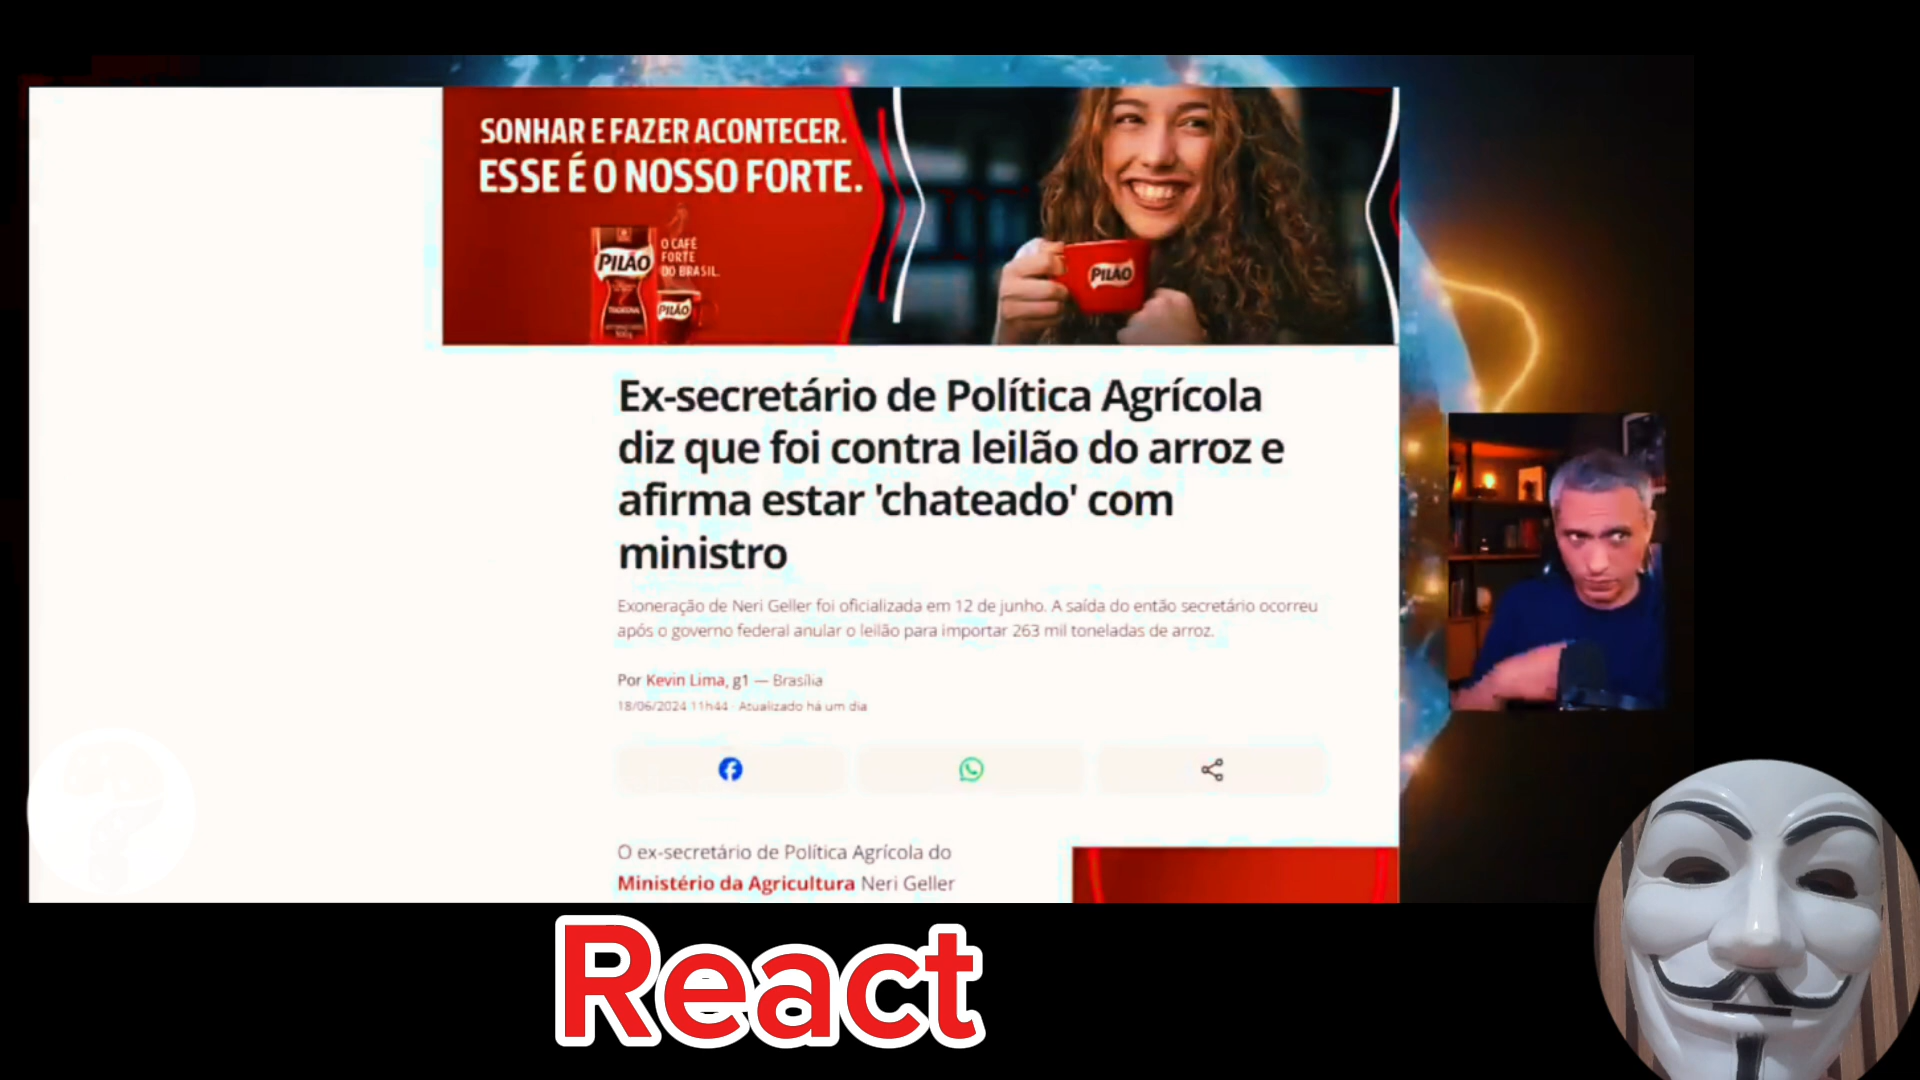 SONHAR E FAZER ACONTECER.
ESSE É O NOSSO FORTE.
PILÃO
O CAFÉ
FORTE
DO BRASIL.
PILÃO
PILÃO
Ex-secretário de Política Agrícola
diz que foi contra leilão do arroz e
afirma estar 'chateado' com
ministro
Exoneração de Neri Geller foi oficializada em 12 de junho. A saída do então secretário ocorreu
após o governo federal anular o leilão para importar 263 mil toneladas de arroz.
Por Kevin Lima, g1 — Brasília
18/06/2024 11h44 · Atualizado há um dia
O ex-secretário de Política Agrícola do
Ministério da Agricultura Neri Geller
React